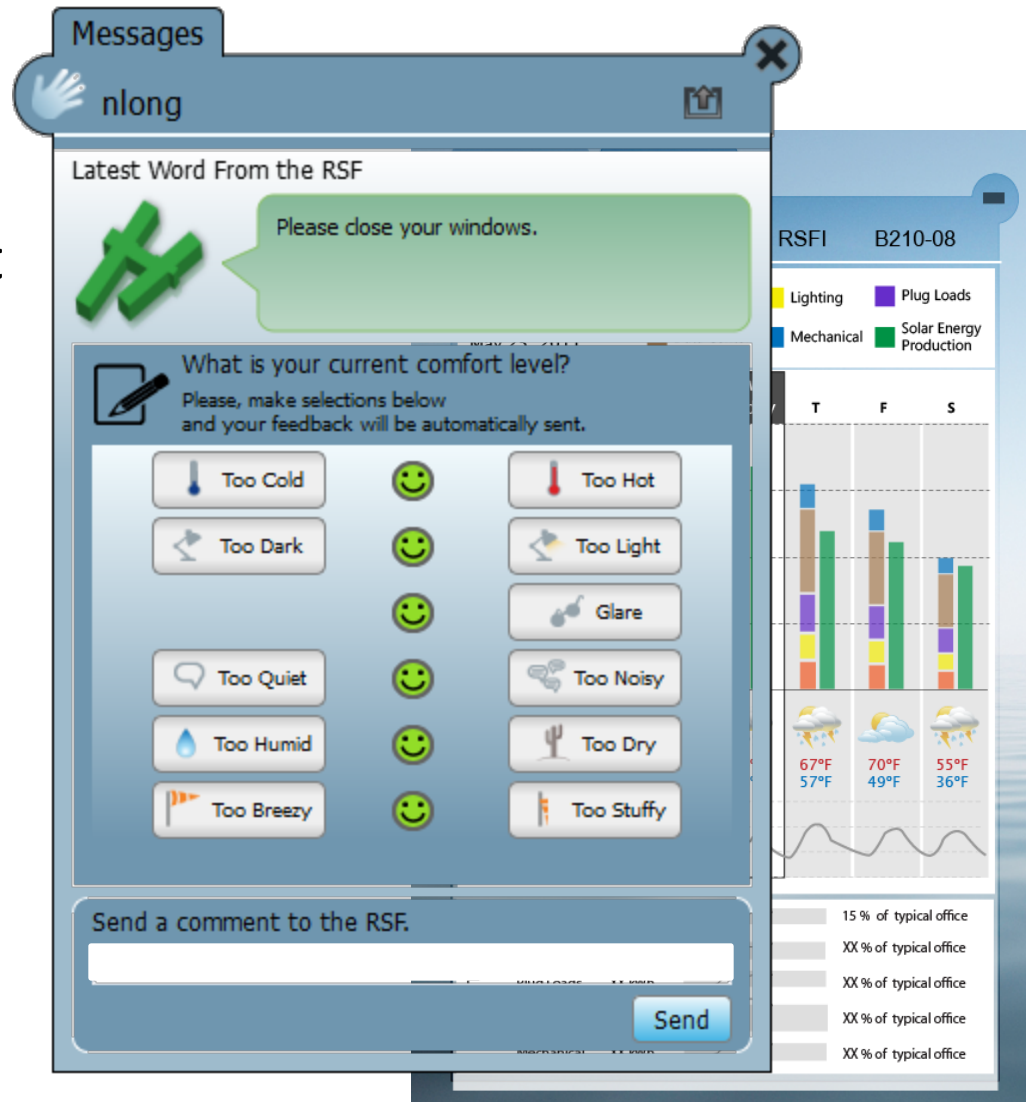 Messages
nlong
Latest Word From the RSF
Please close your windows.
What is your current comfort level?
Please, make selections below
and your feedback will be automatically sent.
Too Cold
Too Hot
Too Dark
Too Light
Glare
Too Quiet
Too Noisy
Too Humid
Too Dry
Too Breezy
Too Stuffy
Send a comment to the RSF.
Send
RSFI B210-08
Lighting
Plug Loads
Mechanical
Solar Energy
Production
T F S
67°F 70°F 55°F
57°F 49°F 36°F
15 % of typical office
XX % of typical office
XX % of typical office
XX % of typical office
XX % of typical office